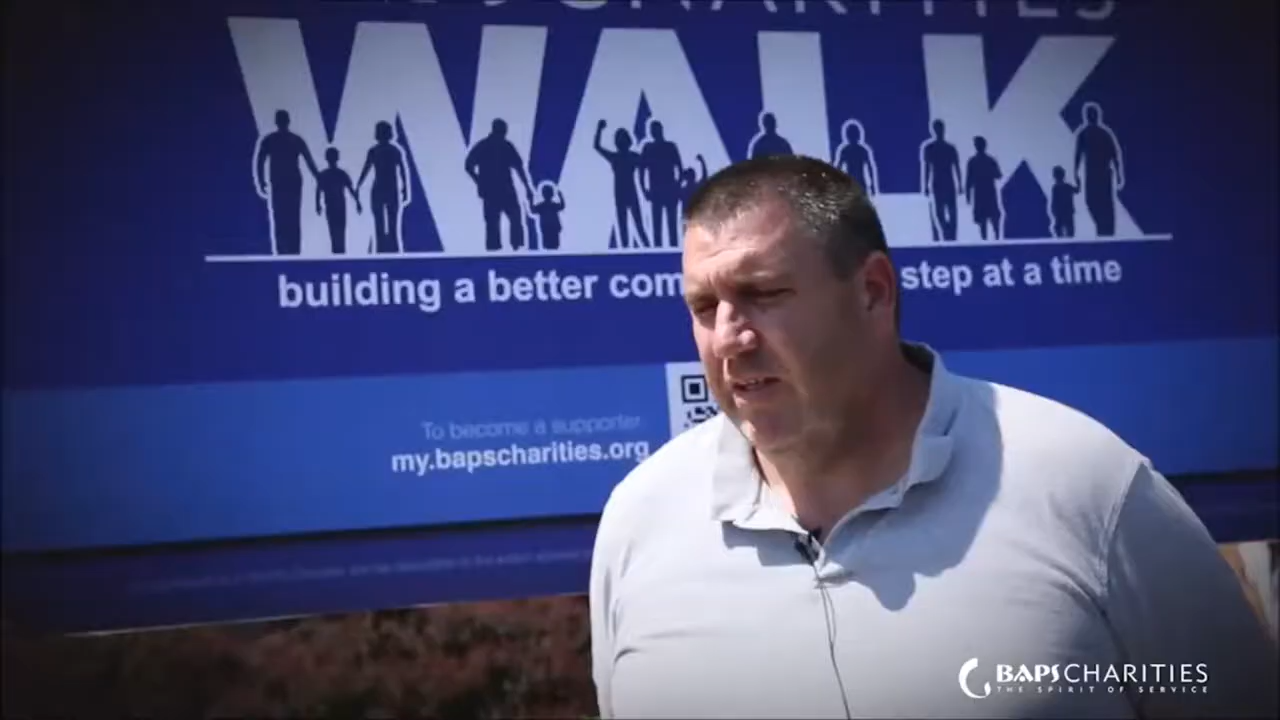 CHARITIES
WALK
building a better com step at a time
To become a supporter
my.bapscharities.org
BAPS CHARITIES
THE SPIRIT OF SERVICE